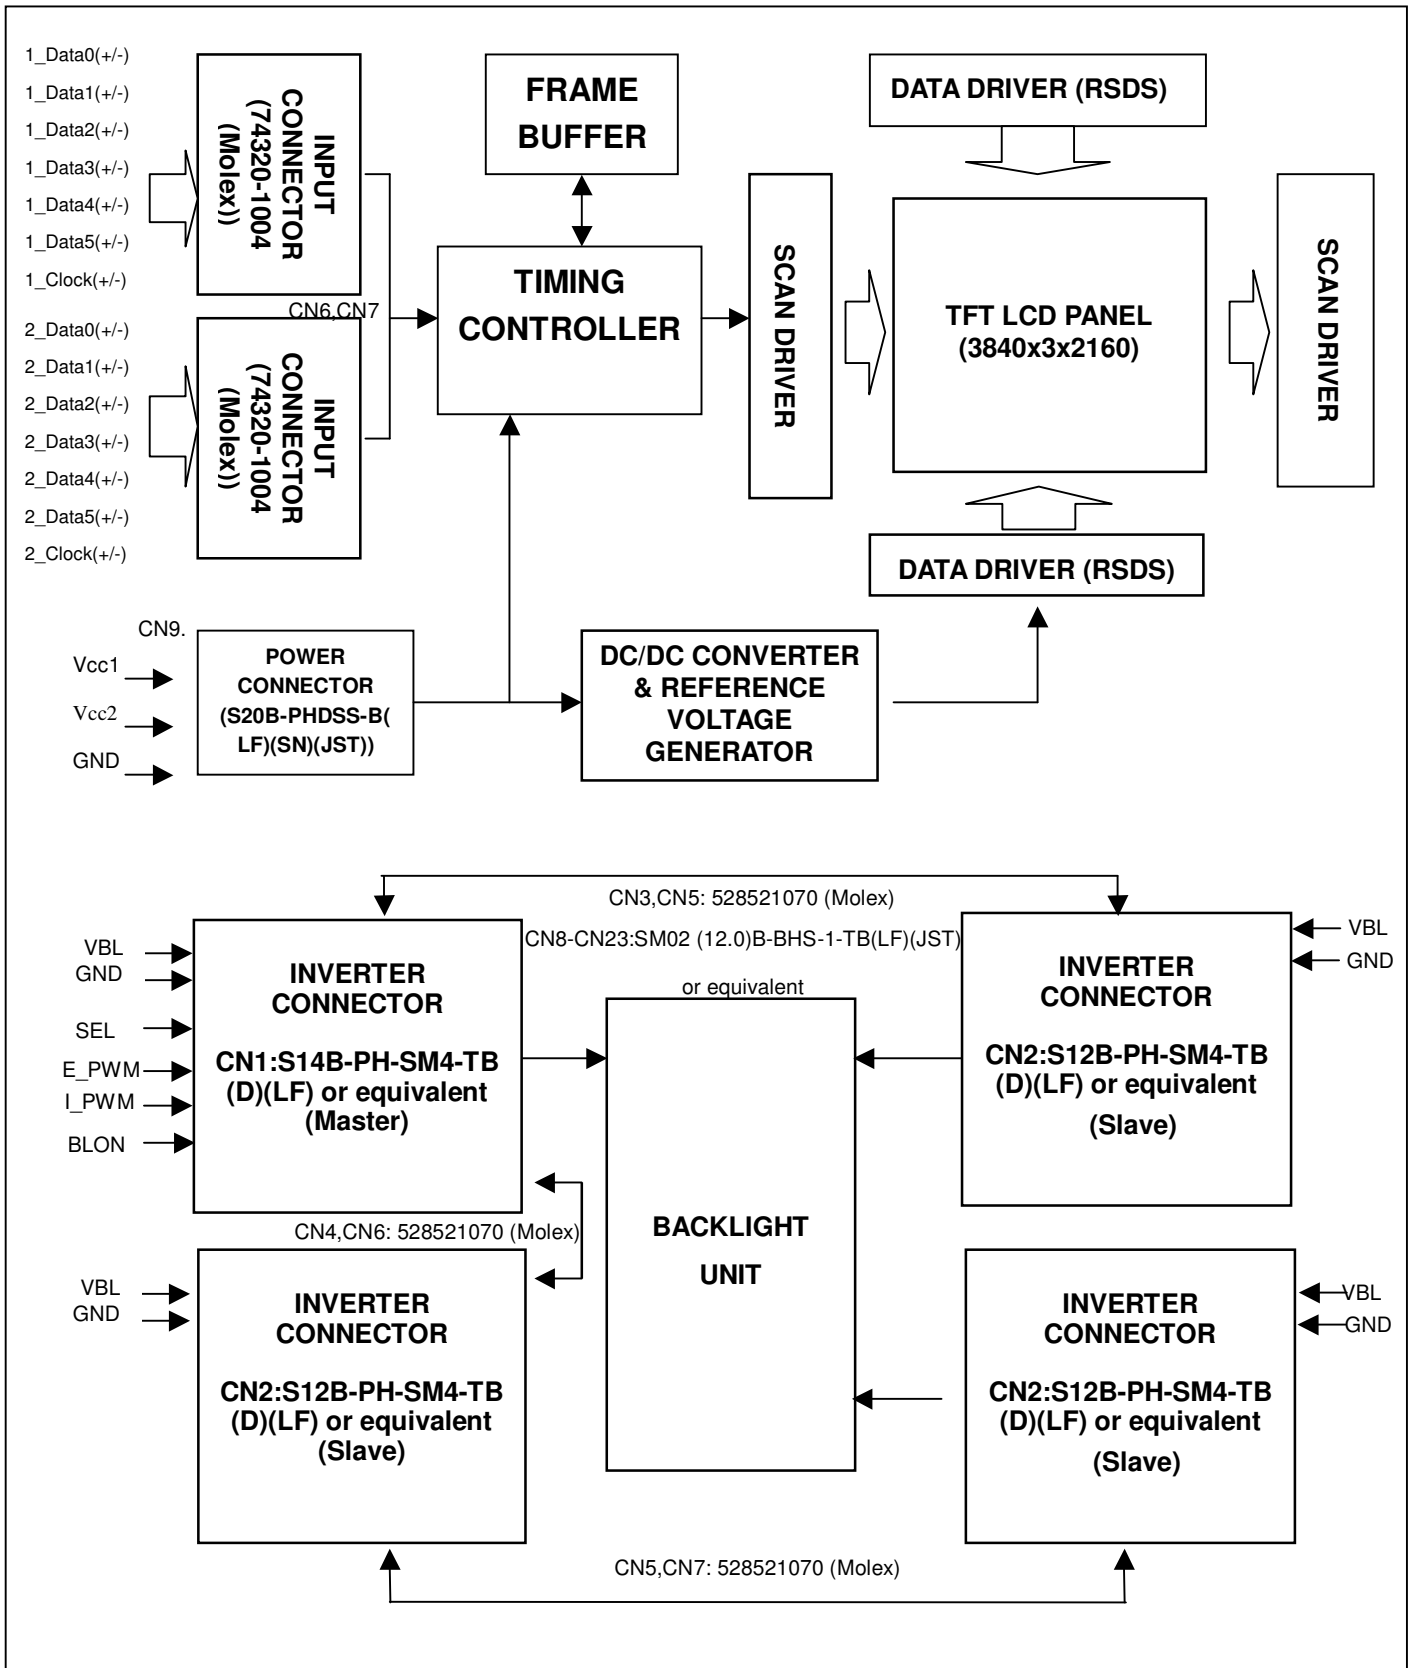 1_Data0(+/-)
1_Data1(+/-)
1_Data2(+/-)
1_Data3(+/-)
1_Data4(+/-)
1_Data5(+/-)
1_Clock(+/-)
2_Data0(+/-)
2_Data1(+/-)
2_Data2(+/-)
2_Data3(+/-)
2_Data4(+/-)
2_Data5(+/-)
2_Clock(+/-)
INPUT
CONNECTOR
(74320-1004
(Molex))
CN6,CN7
INPUT
CONNECTOR
(74320-1004
(Molex))
FRAME
BUFFER
TIMING
CONTROLLER
SCAN DRIVER
DATA DRIVER (RSDS)
TFT LCD PANEL
(3840x3x2160)
SCAN DRIVER
DATA DRIVER (RSDS)
CN9.
Vcc1
Vcc2
GND
POWER
CONNECTOR
(S20B-PHDSS-B(
LF)(SN)(JST))
DC/DC CONVERTER
& REFERENCE
VOLTAGE
GENERATOR
CN3,CN5: 528521070 (Molex)
CN8-CN23:SM02 (12.0)B-BHS-1-TB(LF)(JST)
or equivalent
VBL
GND
SEL
E_PWM
I_PWM
BLON
INVERTER
CONNECTOR
CN1:S14B-PH-SM4-TB
(D)(LF) or equivalent
(Master)
INVERTER
CONNECTOR
CN2:S12B-PH-SM4-TB
(D)(LF) or equivalent
(Slave)
VBL
GND
CN4,CN6: 528521070 (Molex)
BACKLIGHT
UNIT
VBL
GND
INVERTER
CONNECTOR
CN2:S12B-PH-SM4-TB
(D)(LF) or equivalent
(Slave)
INVERTER
CONNECTOR
CN2:S12B-PH-SM4-TB
(D)(LF) or equivalent
(Slave)
VBL
GND
CN5,CN7: 528521070 (Molex)